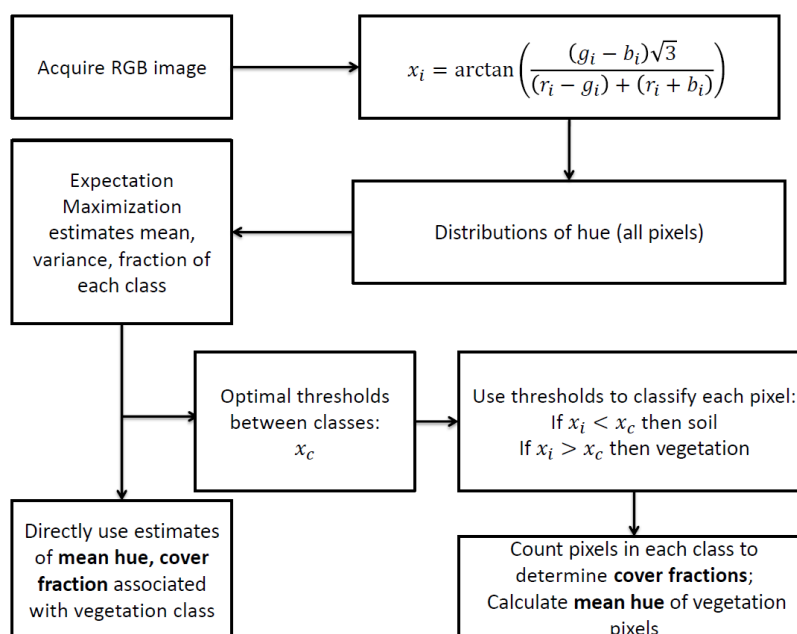 Acquire RGB image
x_i = arctan((g_i − b_i)√3 / ((r_i − g_i) + (r_i + b_i)))
Expectation
Maximization
estimates mean,
variance, fraction of
each class
Distributions of hue (all pixels)
Optimal thresholds
between classes:
x_c
Use thresholds to classify each pixel:
If x_i < x_c then soil
If x_i > x_c then vegetation
Directly use estimates
of mean hue, cover
fraction associated
with vegetation class
Count pixels in each class to
determine cover fractions;
Calculate mean hue of vegetation
pixels